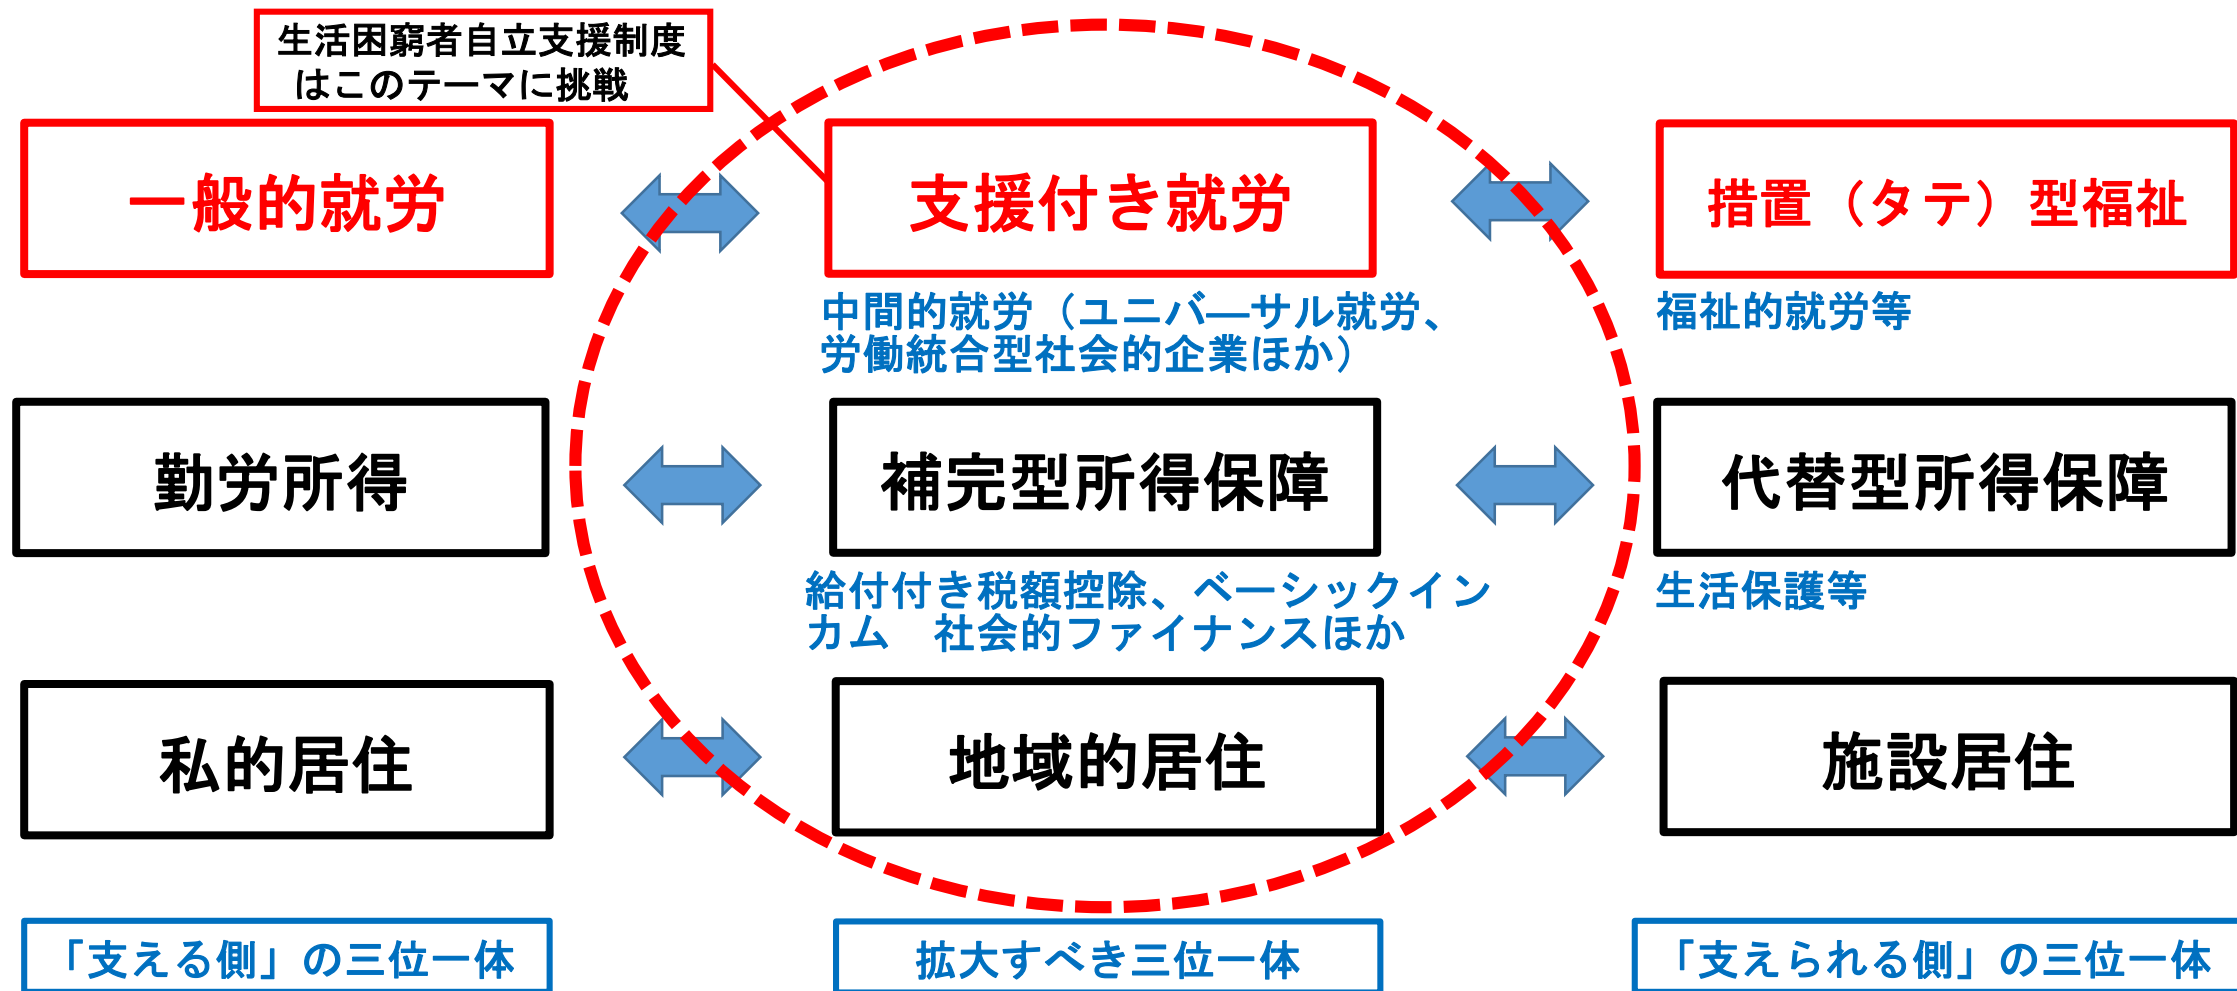 生活困窮者自立支援制度
はこのテーマに挑戦
一般的就労
支援付き就労
措置（タテ）型福祉
中間的就労（ユニバ―サル就労、
労働統合型社会的企業ほか）
福祉的就労等
勤労所得
補完型所得保障
代替型所得保障
給付付き税額控除、ベーシックイン
カム　社会的ファイナンスほか
生活保護等
私的居住
地域的居住
施設居住
「支える側」の三位一体
拡大すべき三位一体
「支えられる側」の三位一体